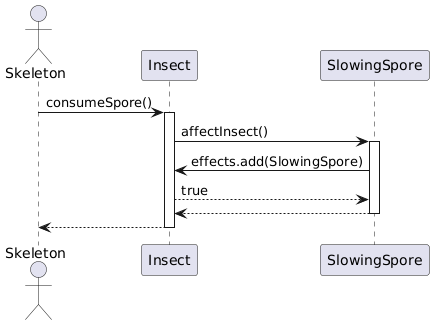 Skeleton
Insect
SlowingSpore
consumeSpore()
affectInsect()
effects.add(SlowingSpore)
true
Skeleton
Insect
SlowingSpore